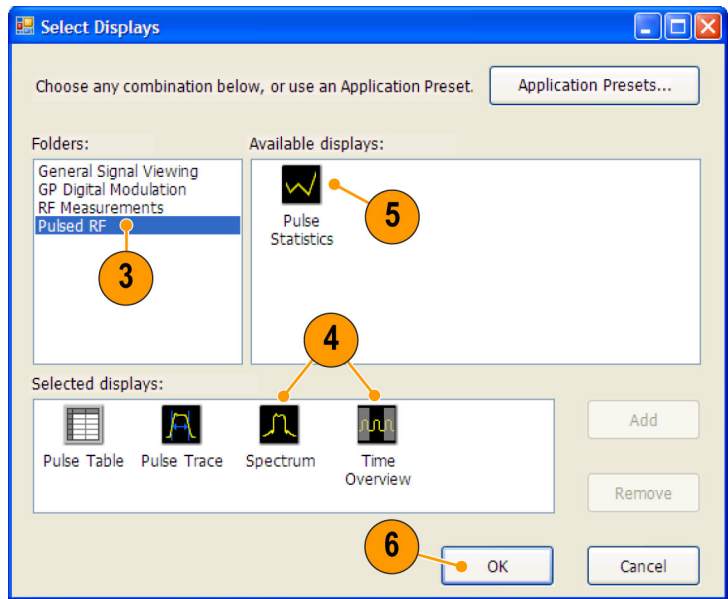 Select Displays
Choose any combination below, or use an Application Preset.
Application Presets...
Folders:
General Signal Viewing
GP Digital Modulation
RF Measurements
Pulsed RF
3
Available displays:
Pulse
Statistics
5
4
Selected displays:
Pulse Table
Pulse Trace
Spectrum
Time
Overview
Add
Remove
6
OK
Cancel